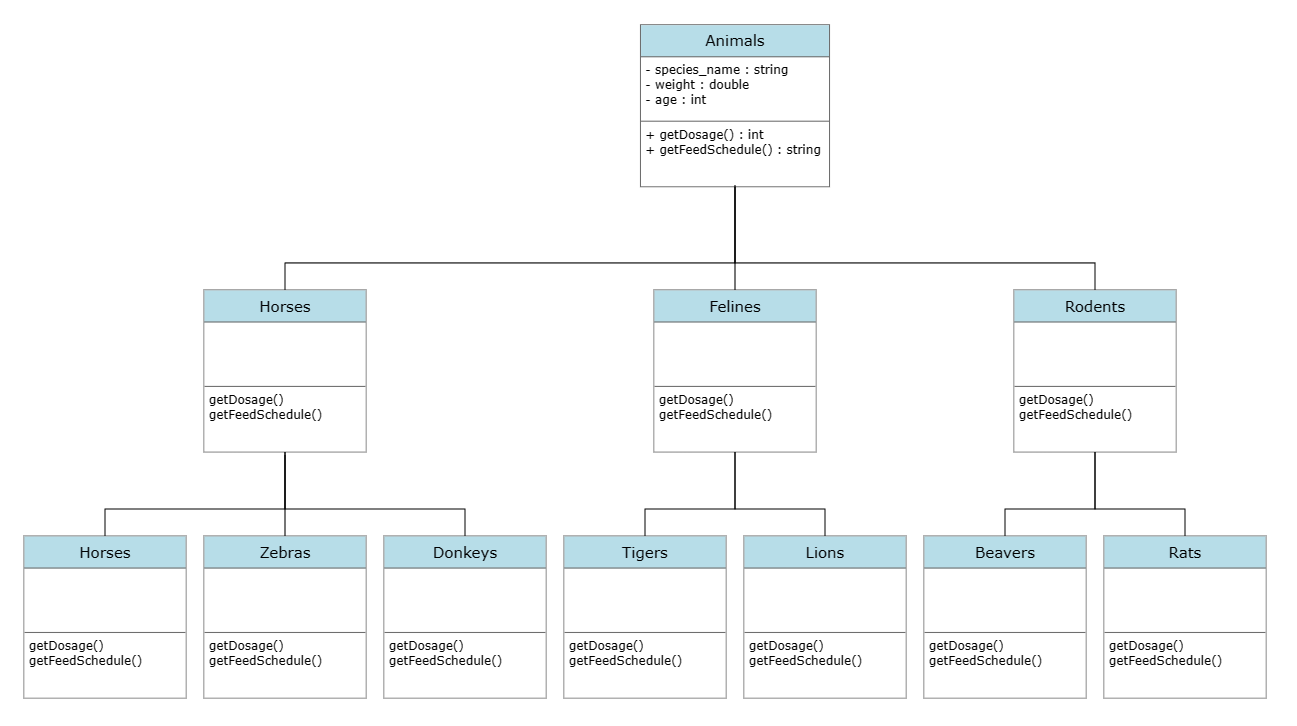 Animals
- species_name : string
- weight : double
- age : int
+ getDosage() : int
+ getFeedSchedule() : string
Horses
getDosage()
getFeedSchedule()
Felines
getDosage()
getFeedSchedule()
Rodents
getDosage()
getFeedSchedule()
Horses
getDosage()
getFeedSchedule()
Zebras
getDosage()
getFeedSchedule()
Donkeys
getDosage()
getFeedSchedule()
Tigers
getDosage()
getFeedSchedule()
Lions
getDosage()
getFeedSchedule()
Beavers
getDosage()
getFeedSchedule()
Rats
getDosage()
getFeedSchedule()